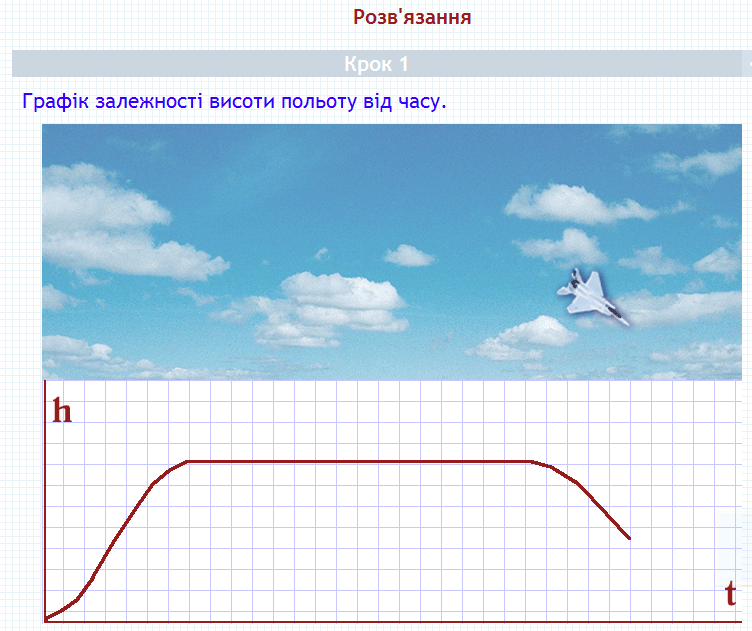 Розв'язання
Крок 1
Графік залежності висоти польоту від часу.
h
t